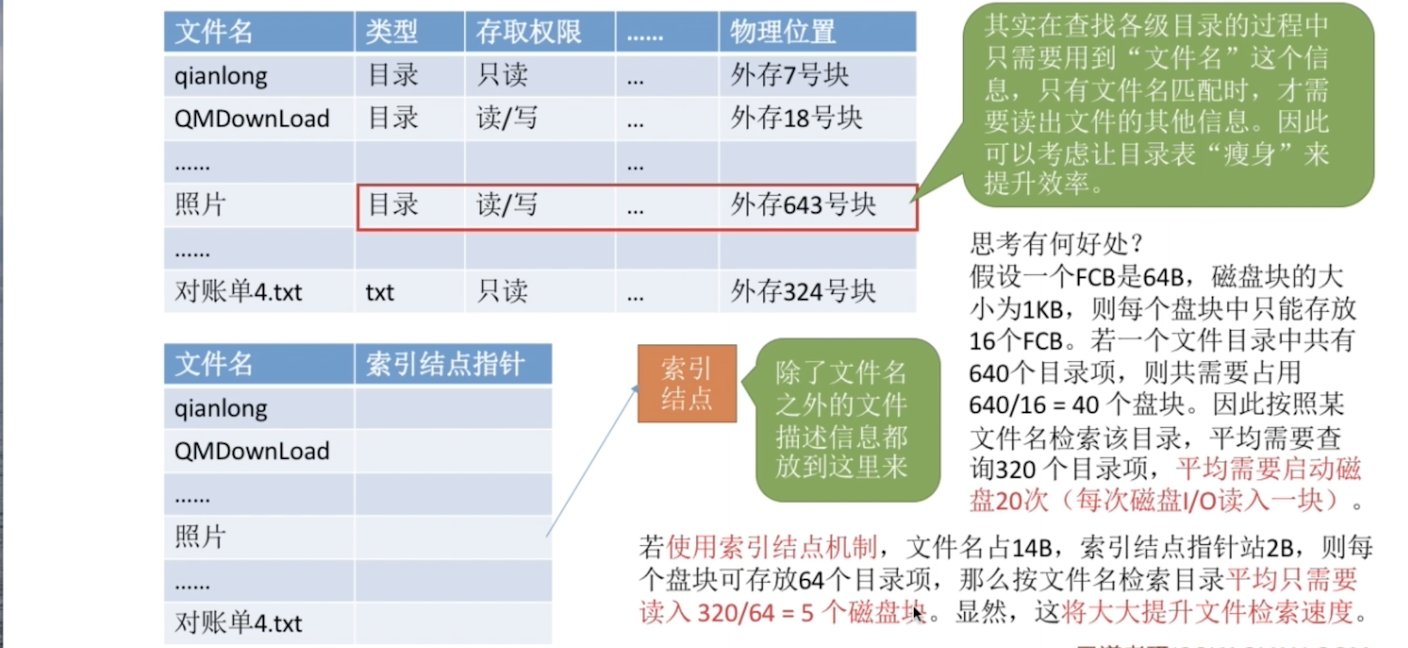 文件名 类型 存取权限 …… 物理位置
qianlong 目录 只读 ... 外存7号块
QMDownLoad 目录 读/写 ... 外存18号块
…… ...
照片 目录 读/写 ... 外存643号块
……
对账单4.txt txt 只读 ... 外存324号块
其实在查找各级目录的过程中
只需要用到“文件名”这个信
息，只有文件名匹配时，才需
要读出文件的其他信息。因此
可以考虑让目录表“瘦身”来
提升效率。
思考有何好处？
假设一个FCB是64B，磁盘块的大
小为1KB，则每个盘块中只能存放
16个FCB。若一个文件目录中共有
640个目录项，则共需要占用
640/16 = 40 个盘块。因此按照某
文件名检索该目录，平均需要查
询320 个目录项，平均需要启动磁
盘20次（每次磁盘I/O读入一块）。
文件名 索引结点指针
qianlong
QMDownLoad
……
照片
……
对账单4.txt
索引
结点
除了文件名
之外的文件
描述信息都
放到这里来
若使用索引结点机制，文件名占14B，索引结点指针站2B，则每
个盘块可存放64个目录项，那么按文件名检索目录平均只需要
读入 320/64 = 5 个磁盘块。显然，这将大大提升文件检索速度。